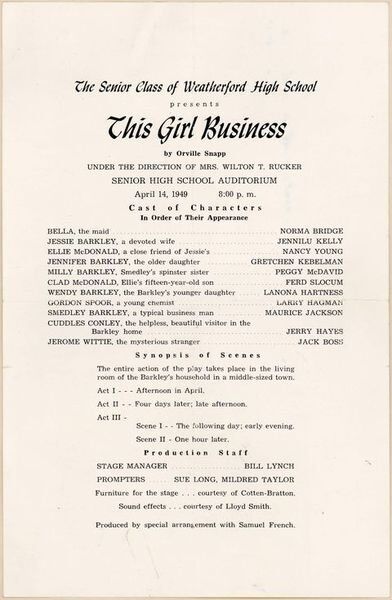 The Senior Class of Weatherford High School
presents
This Girl Business
by Orville Snapp
UNDER THE DIRECTION OF MRS. WILTON T. RUCKER
SENIOR HIGH SCHOOL AUDITORIUM
April 14, 1949 8:00 p. m.
Cast of Characters
In Order of Their Appearance
BELLA, the maid NORMA BRIDGE
JESSIE BARKLEY, a devoted wife JENNILU KELLY
ELLIE McDONALD, a close friend of Jessie's NANCY YOUNG
JENNIFER BARKLEY, the older daughter GRETCHEN KEBELMAN
MILLY BARKLEY, Smedley's spinster sister PEGGY McDAVID
CLAD McDONALD, Ellie's fifteen-year-old son FERD SLOCUM
WENDY BARKLEY, the Barkley's younger daughter LANONA HARTNESS
GORDON SPOOR, a young chemist LARRY HAGMAN
SMEDLEY BARKLEY, a typical business man MAURICE JACKSON
CUDDLES CONLEY, the helpless, beautiful visitor in the
Barkley home JERRY HAYES
JEROME WITTIE, the mysterious stranger JACK BOSS
Synopsis of Scenes
The entire action of the play takes place in the living
room of the Barkley's household in a middle-sized town.
Act I - - - Afternoon in April.
Act II - - Four days later; late afternoon.
Act III -
Scene I - - The following day; early evening.
Scene II - One hour later.
Production Staff
STAGE MANAGER BILL LYNCH
PROMPTERS SUE LONG, MILDRED TAYLOR
Furniture for the stage . . . courtesy of Cotten-Bratton.
Sound effects . . . courtesy of Lloyd Smith.
Produced by special arrangement with Samuel French.